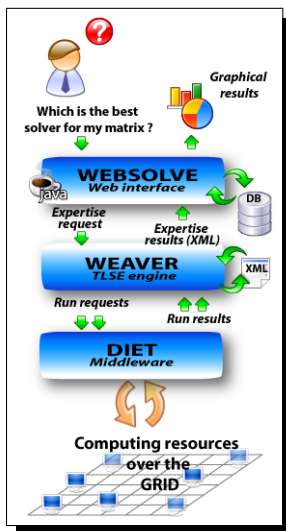 ?
Graphical
results
Which is the best
solver for my matrix ?
WEBSOLVE
Web interface
java
DB
Expertise
request
Expertise
results (XML)
WEAVER
TLSE engine
XML
Run requests
Run results
DIET
Middleware
Computing resources
over the
GRID